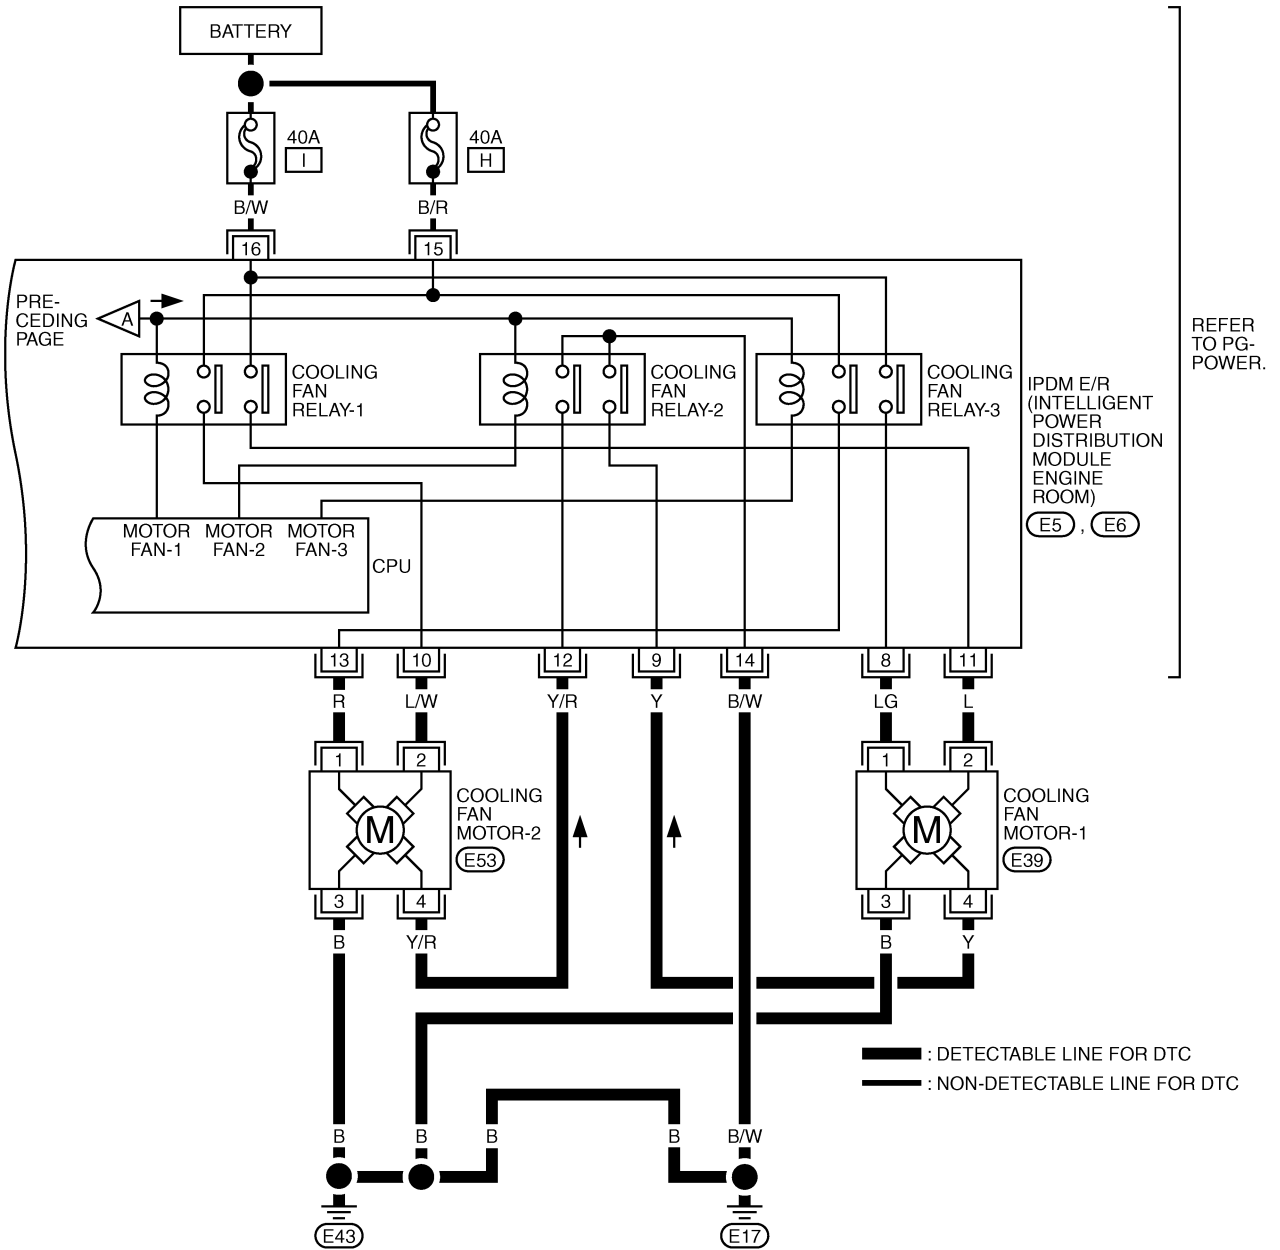 BATTERY
40A
I
40A
H
B/W
B/R
16
15
PRE-
CEDING
PAGE
A
COOLING
FAN
RELAY-1
COOLING
FAN
RELAY-2
COOLING
FAN
RELAY-3
REFER
TO PG-
POWER.
IPDM E/R
(INTELLIGENT
POWER
DISTRIBUTION
MODULE
ENGINE
ROOM)
E5 , E6
MOTOR
FAN-1
MOTOR
FAN-2
MOTOR
FAN-3
CPU
13
10
12
9
14
8
11
R
L/W
Y/R
Y
B/W
LG
L
1
2
1
2
M
COOLING
FAN
MOTOR-2
E53
M
COOLING
FAN
MOTOR-1
E39
3
4
3
4
B
Y/R
B
Y
: DETECTABLE LINE FOR DTC
: NON-DETECTABLE LINE FOR DTC
B
B
B
B
B/W
E43
E17